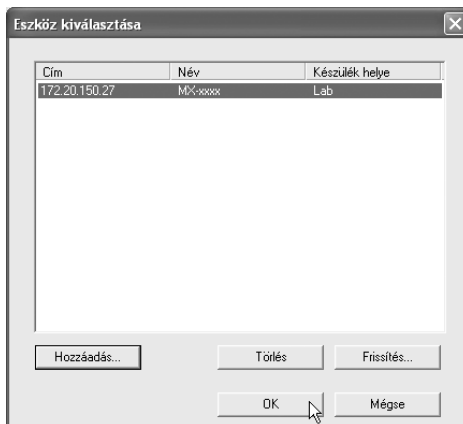 Eszköz kiválasztása
Cím Név Készülék helye
172.20.150.27 MX-xxxx Lab
Hozzáadás... Törlés Frissítés...
OK Mégse